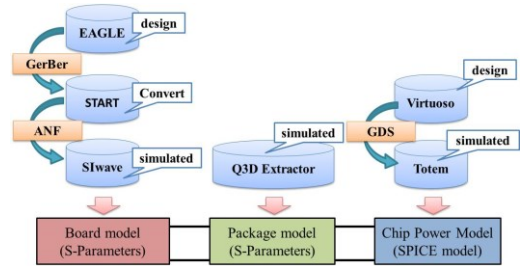 EAGLE
design
GerBer
START
Convert
ANF
SIwave
simulated
Q3D Extractor
simulated
Virtuoso
design
GDS
Totem
simulated
Board model
(S-Parameters)
Package model
(S-Parameters)
Chip Power Model
(SPICE model)